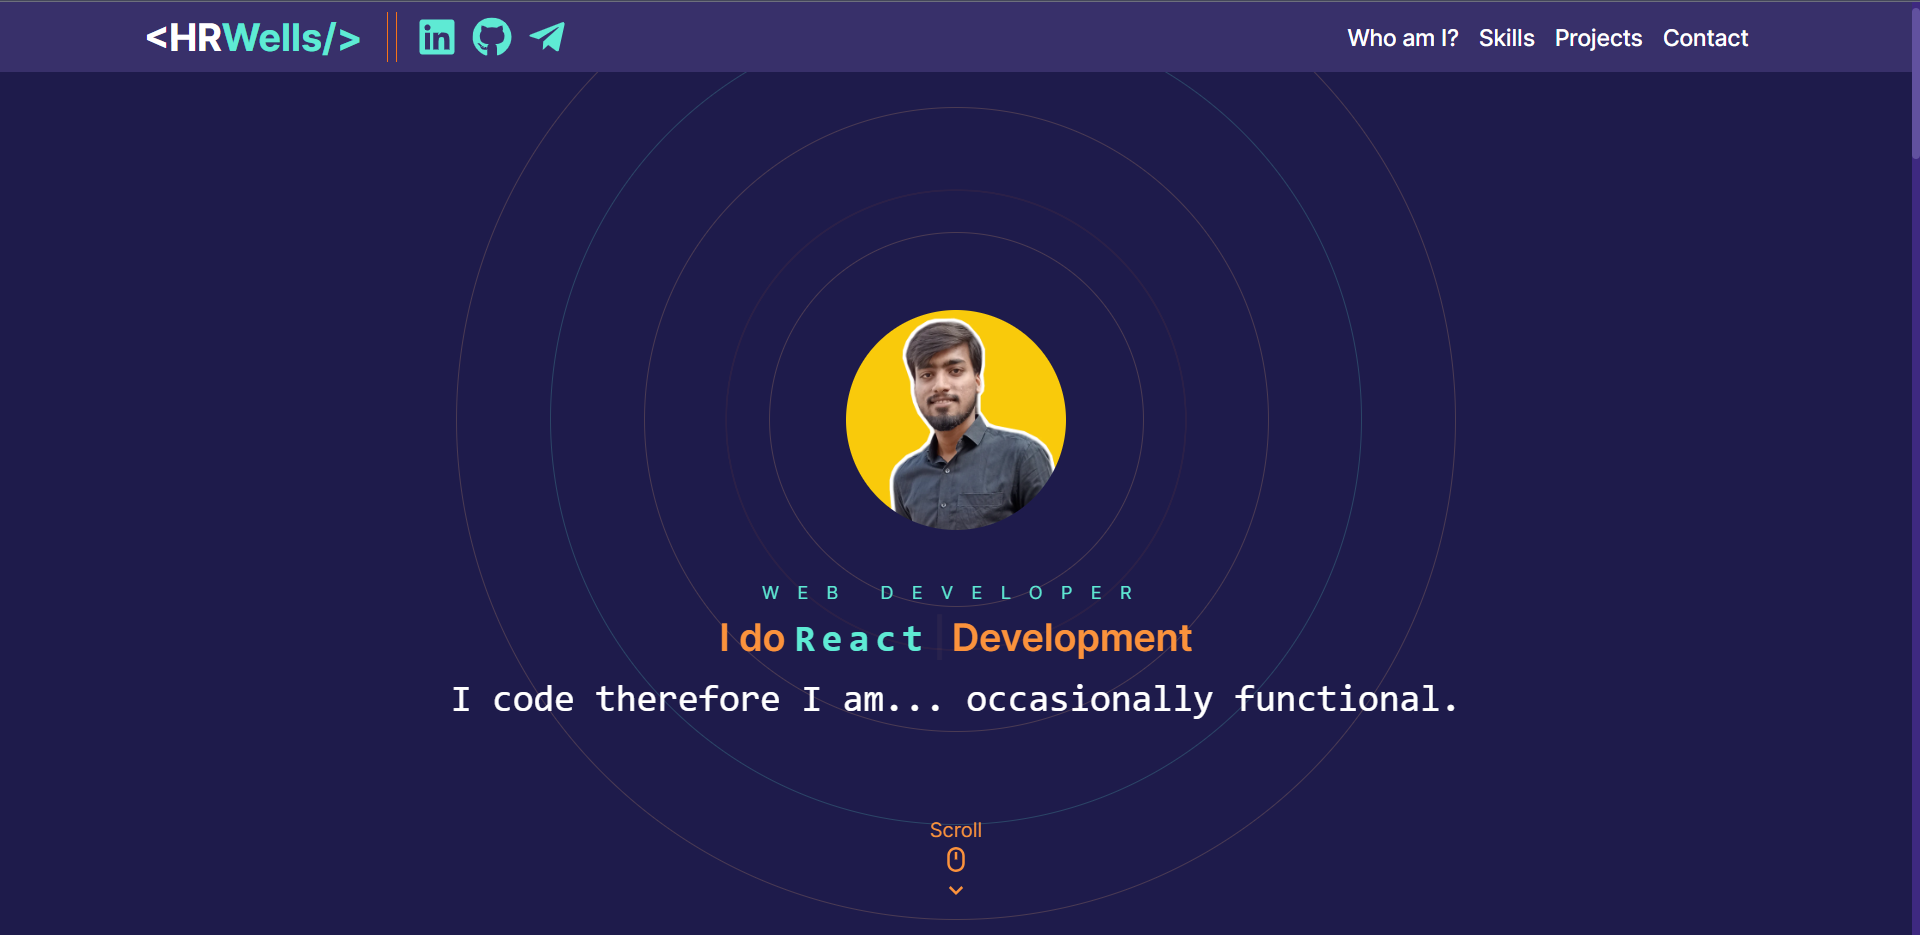 <HRWells/>
Who am I? Skills Projects Contact
WEB DEVELOPER
I do React Development
I code therefore I am... occasionally functional.
Scroll